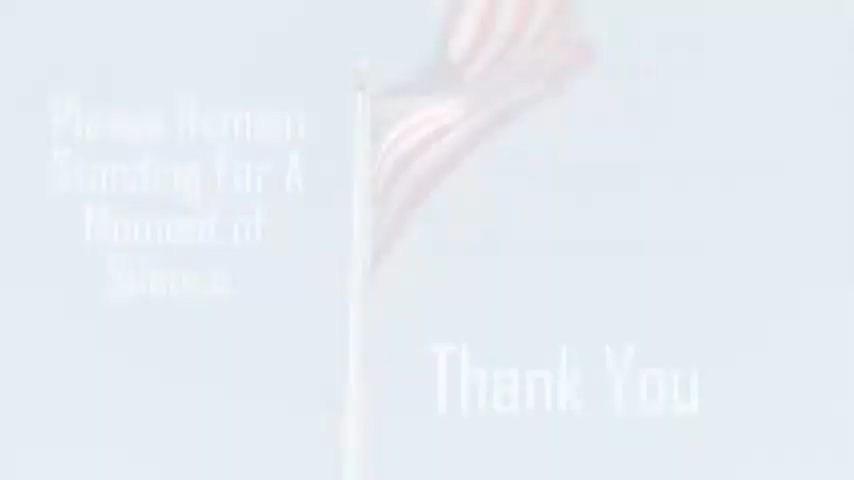 Please Remain
Standing For A
Moment of
Silence
Thank You